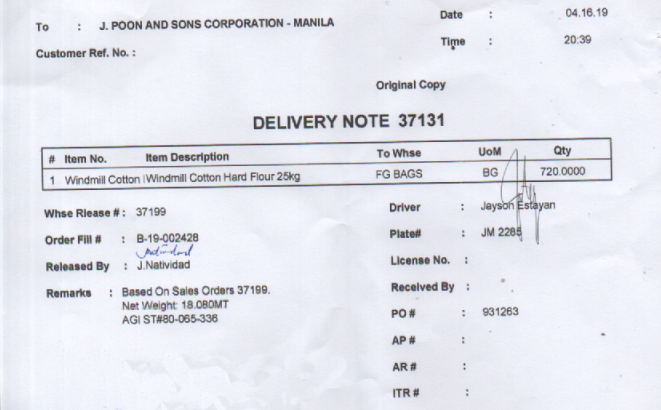 To : J. POON AND SONS CORPORATION - MANILA
Date : 04.16.19
Time : 20:39
Customer Ref. No. :
Original Copy
DELIVERY NOTE 37131
# Item No. Item Description To Whse UoM Qty
1 Windmill Cotton Windmill Cotton Hard Flour 25kg FG BAGS BG 720.0000
Whse Rlease # : 37199
Driver : Jayson Estayan
Order Fill # : B-19-002428
Plate# : JM 2285
Released By : J.Natividad
License No. :
Remarks : Based On Sales Orders 37199.
Received By :
Net Weight: 18.080MT
AGI ST#80-065-336
PO # : 931263
AP # :
AR # :
ITR # :